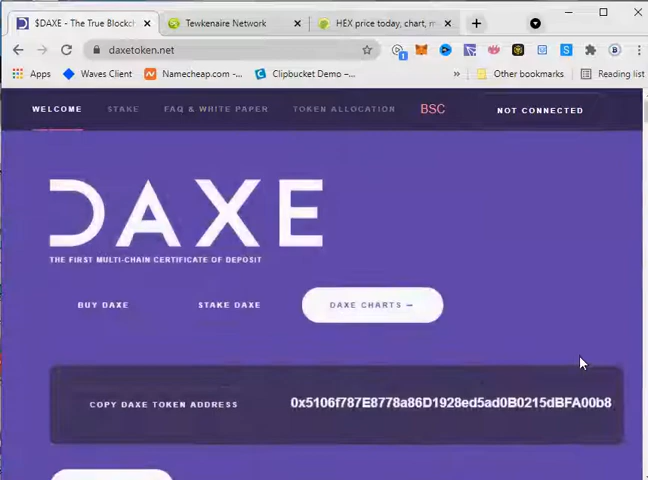 $DAXE - The True Blockch
Tewkenaire Network
HEX price today, chart, m
daxetoken.net
Apps
Waves Client
Namecheap.com -...
Clipbucket Demo –...
Other bookmarks
Reading list
WELCOME
STAKE
FAQ & WHITE PAPER
TOKEN ALLOCATION
BSC
NOT CONNECTED
DAXE
THE FIRST MULTI-CHAIN CERTIFICATE OF DEPOSIT
BUY DAXE
STAKE DAXE
DAXE CHARTS –
COPY DAXE TOKEN ADDRESS
0x5106f787E8778a86D1928ed5ad0B0215dBFA00b8